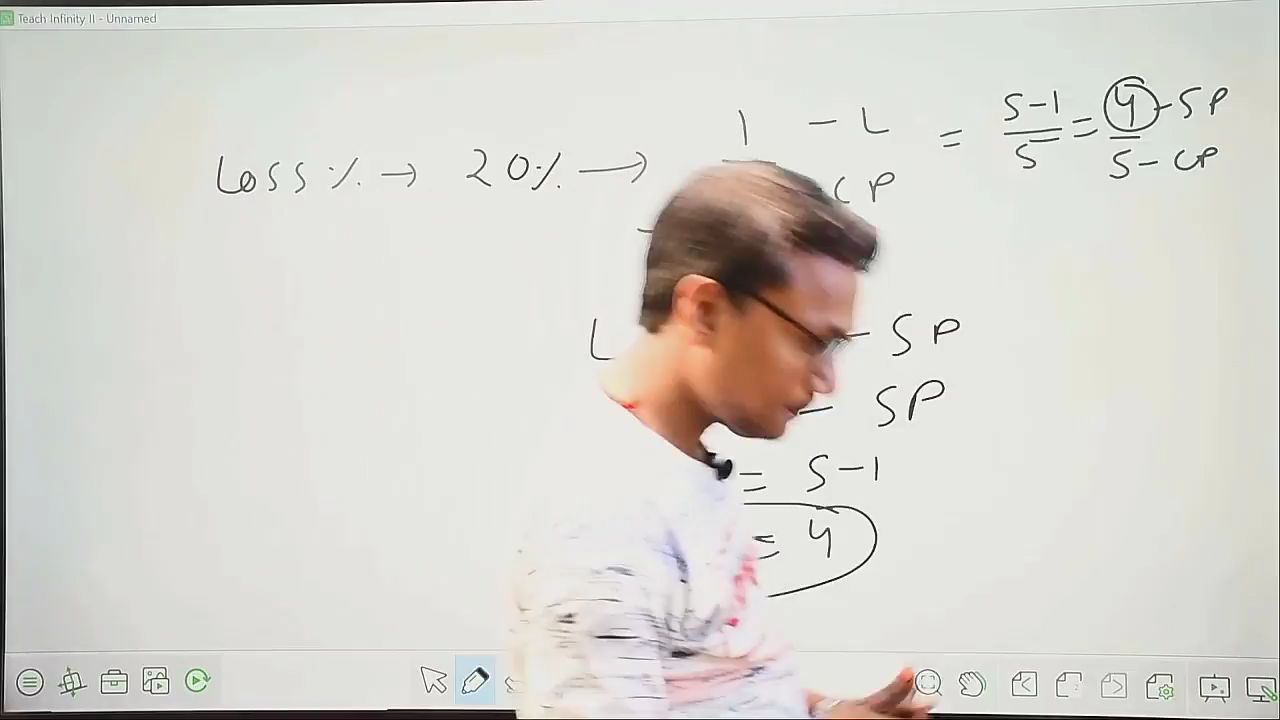 Teach Infinity II - Unnamed
Loss % → 20% → 1 - L = 5-1 = 4 - SP
CP 5 5 - CP
L - SP
- SP
= 5-1
= 4